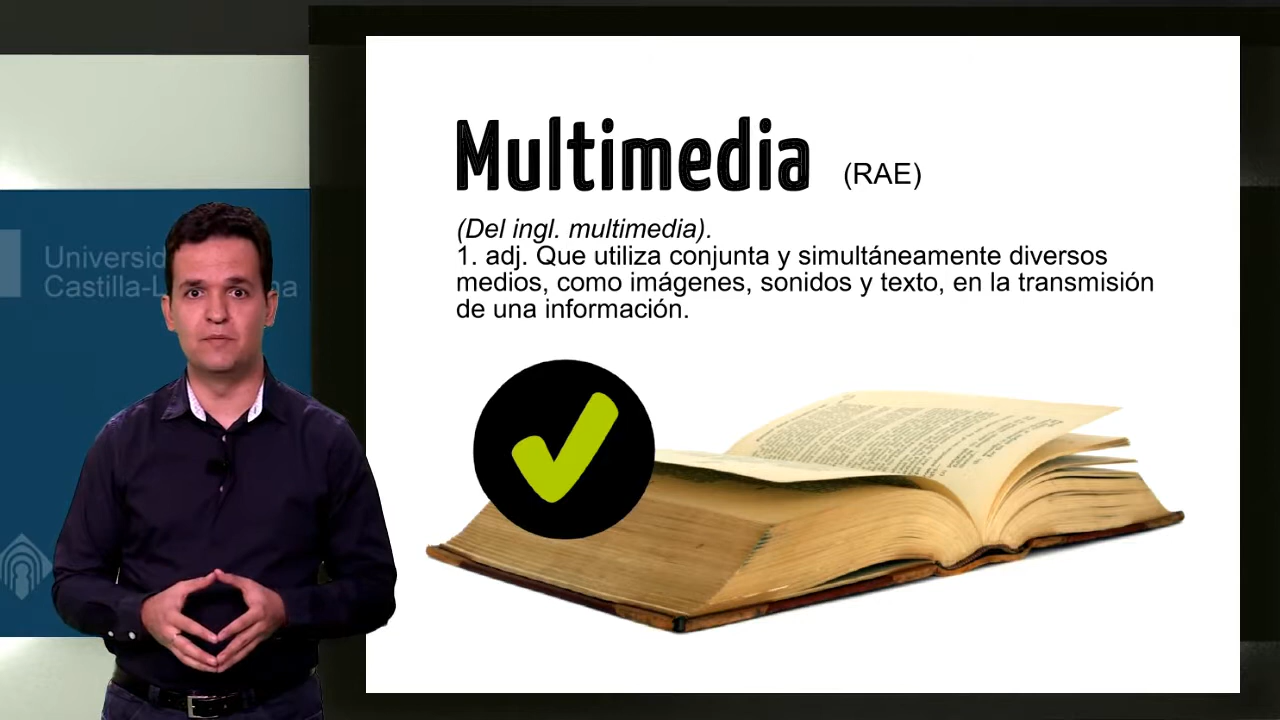 Multimedia (RAE)
(Del ingl. multimedia).
1. adj. Que utiliza conjunta y simultáneamente diversos
medios, como imágenes, sonidos y texto, en la transmisión
de una información.
Castilla-L